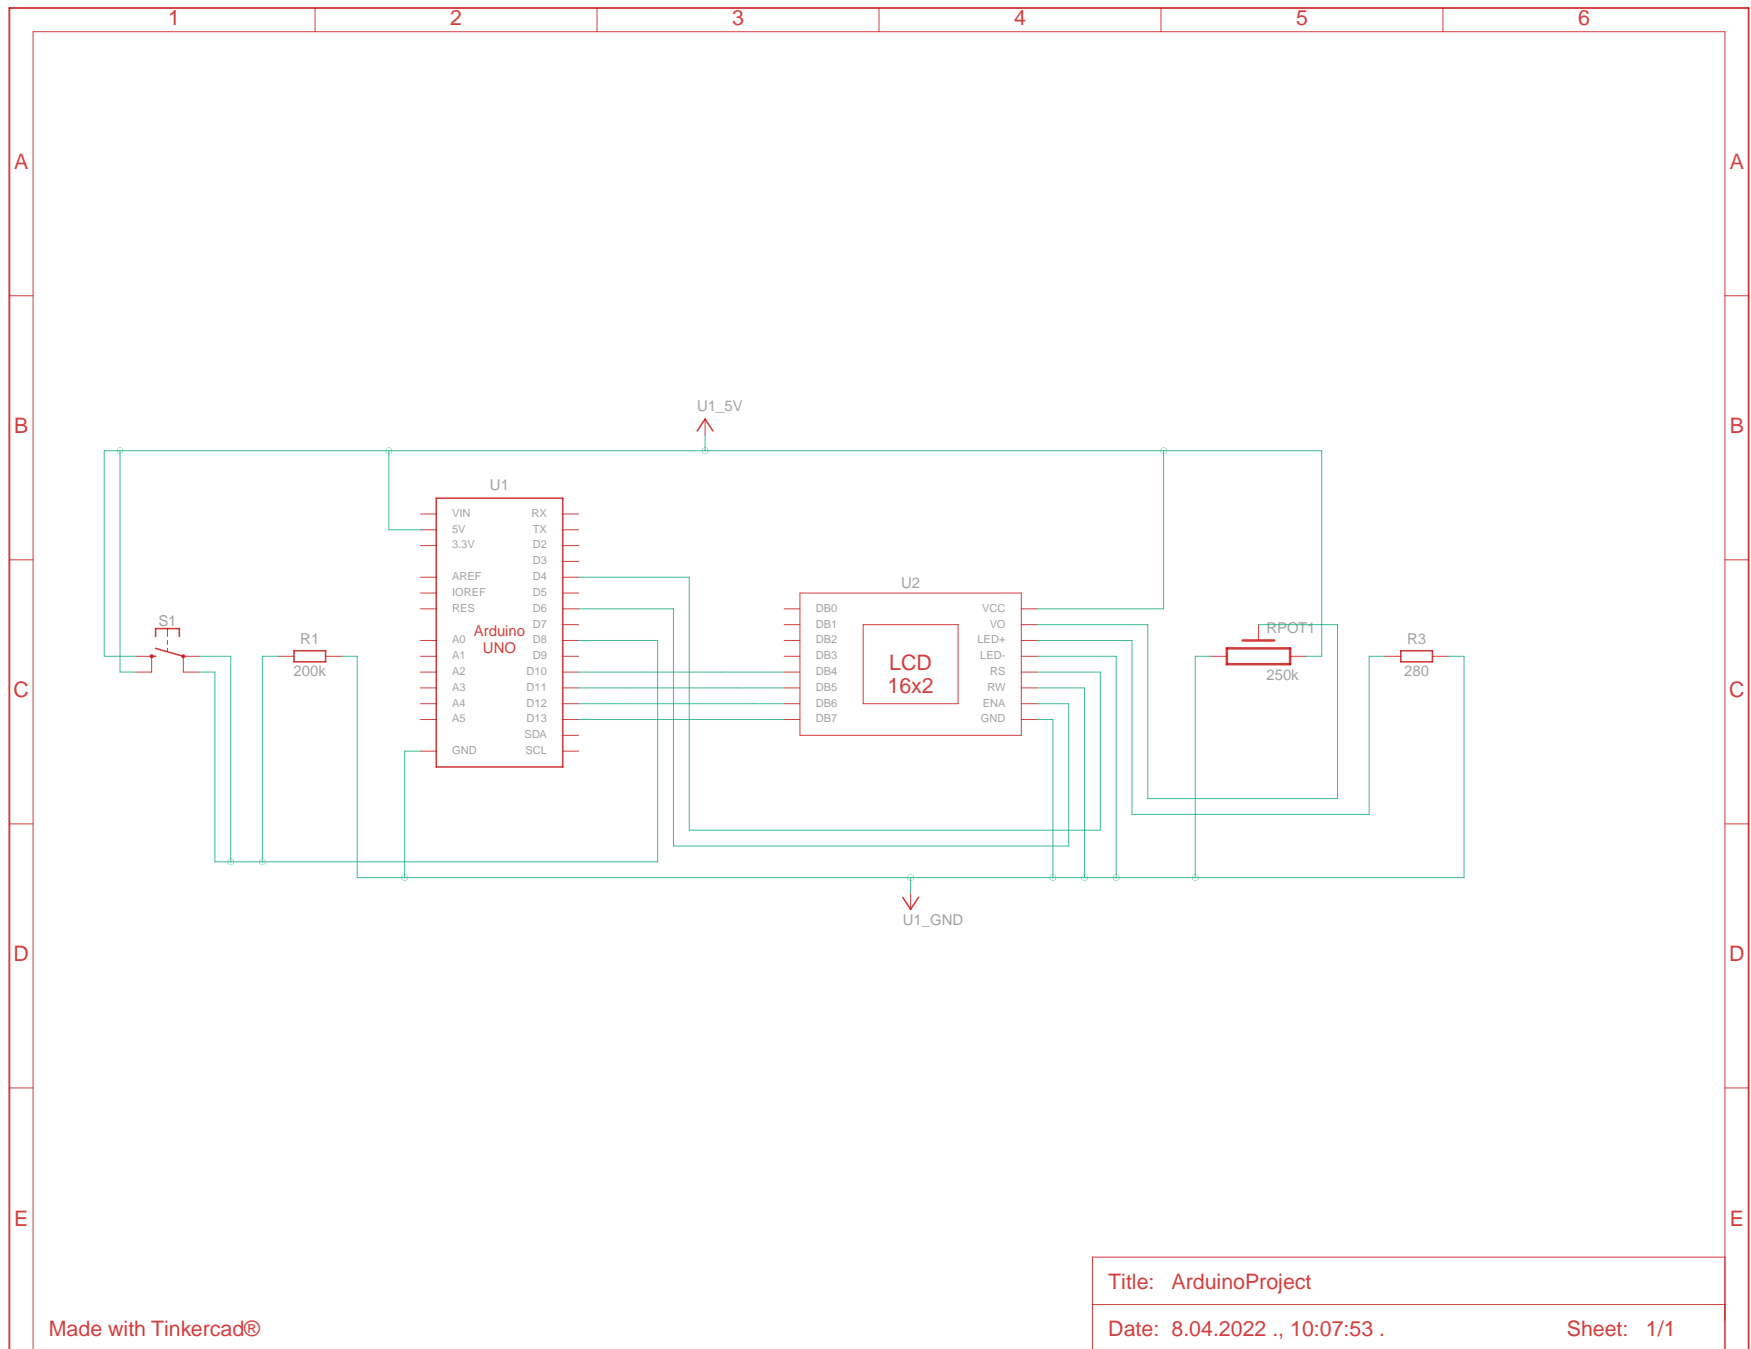 1 2 3 4 5 6
A A
B B
C C
D D
E E
U1_5V
U1
VIN RX
5V TX
3.3V D2
D3
AREF D4
IOREF D5
RES D6
D7
A0 D8
A1 D9
A2 D10
A3 D11
A4 D12
A5 D13
SDA
GND SCL
Arduino
UNO
S1
R1
200k
U2
DB0 VCC
DB1 VO
DB2 LED+
DB3 LED-
DB4 RS
DB5 RW
DB6 ENA
DB7 GND
LCD
16x2
RPOT1
250k
R3
280
U1_GND
Title: ArduinoProject
Made with Tinkercad®
Date: 8.04.2022 ., 10:07:53 . Sheet: 1/1